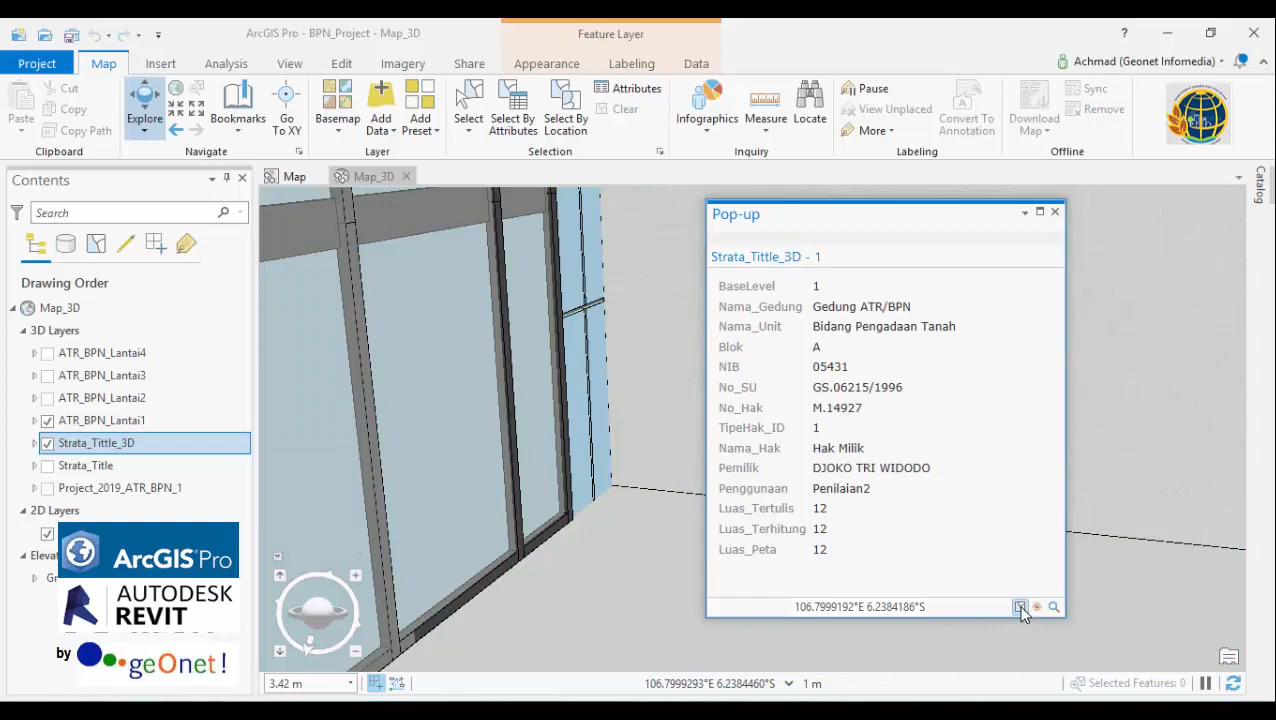 ArcGIS Pro - BPN_Project - Map_3D
Feature Layer
?
Project
Map
Insert
Analysis
View
Edit
Imagery
Share
Appearance
Labeling
Data
Achmad (Geonet Infomedia)
Paste
Cut
Copy
Copy Path
Clipboard
Explore
Bookmarks
Go To XY
Navigate
Basemap
Add Data
Add Preset
Layer
Select
Select By Attributes
Select By Location
Attributes
Clear
Selection
Infographics
Measure
Locate
Inquiry
Pause
View Unplaced
More
Convert To Annotation
Labeling
Download Map
Sync
Remove
Offline
Contents
Search
Drawing Order
Map_3D
3D Layers
ATR_BPN_Lantai4
ATR_BPN_Lantai3
ATR_BPN_Lantai2
ATR_BPN_Lantai1
Strata_Tittle_3D
Strata_Title
Project_2019_ATR_BPN_1
2D Layers
ArcGIS Pro
AUTODESK
REVIT
by
geOnet!
Map
Map_3D
Catalog
Pop-up
Strata_Tittle_3D - 1
BaseLevel 1
Nama_Gedung Gedung ATR/BPN
Nama_Unit Bidang Pengadaan Tanah
Blok A
NIB 05431
No_SU GS.06215/1996
No_Hak M.14927
TipeHak_ID 1
Nama_Hak Hak Milik
Pemilik DJOKO TRI WIDODO
Penggunaan Penilaian2
Luas_Tertulis 12
Luas_Terhitung 12
Luas_Peta 12
106.7999192°E 6.2384186°S
3.42 m
106.7999293°E 6.2384460°S
1 m
Selected Features: 0